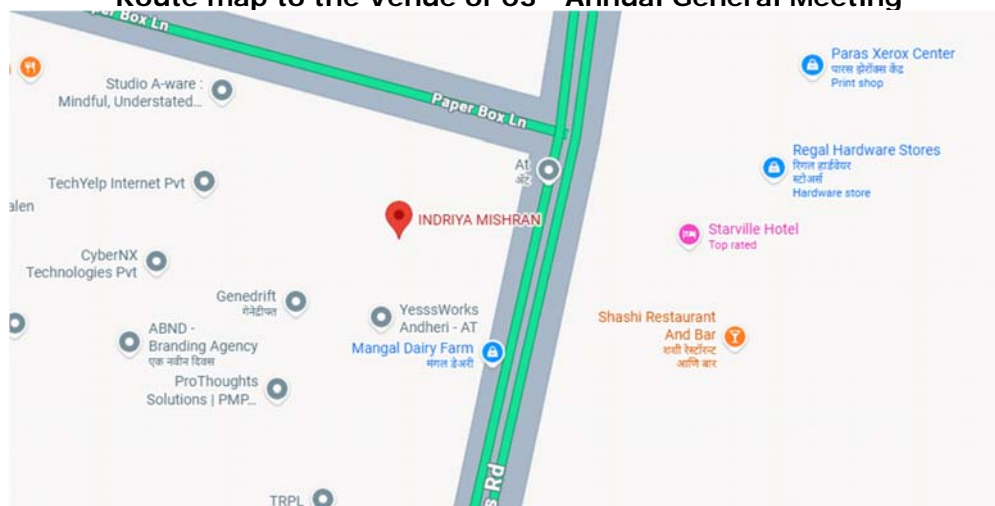 Route map to the Venue of 03 Annual General Meeting
Box Ln
Paper Box Ln
Studio A-ware :
Mindful, Understated...
Paras Xerox Center
पारस झेरॉक्स केंद्र
Print shop
At
ॲट
Regal Hardware Stores
रिगल हार्डवेयर
स्टोअर्स
Hardware store
TechYelp Internet Pvt
alen
INDRIYA MISHRAN
Starville Hotel
Top rated
CyberNX
Technologies Pvt
Genedrift
YesssWorks
Andheri - AT
Shashi Restaurant
And Bar
शशी रेस्टॉरन्ट
आणि बार
ABND -
Branding Agency
एक नवीन दिवस
Mangal Dairy Farm
मंगल डेअरी
ProThoughts
Solutions | PMP...
s Rd
TRPL